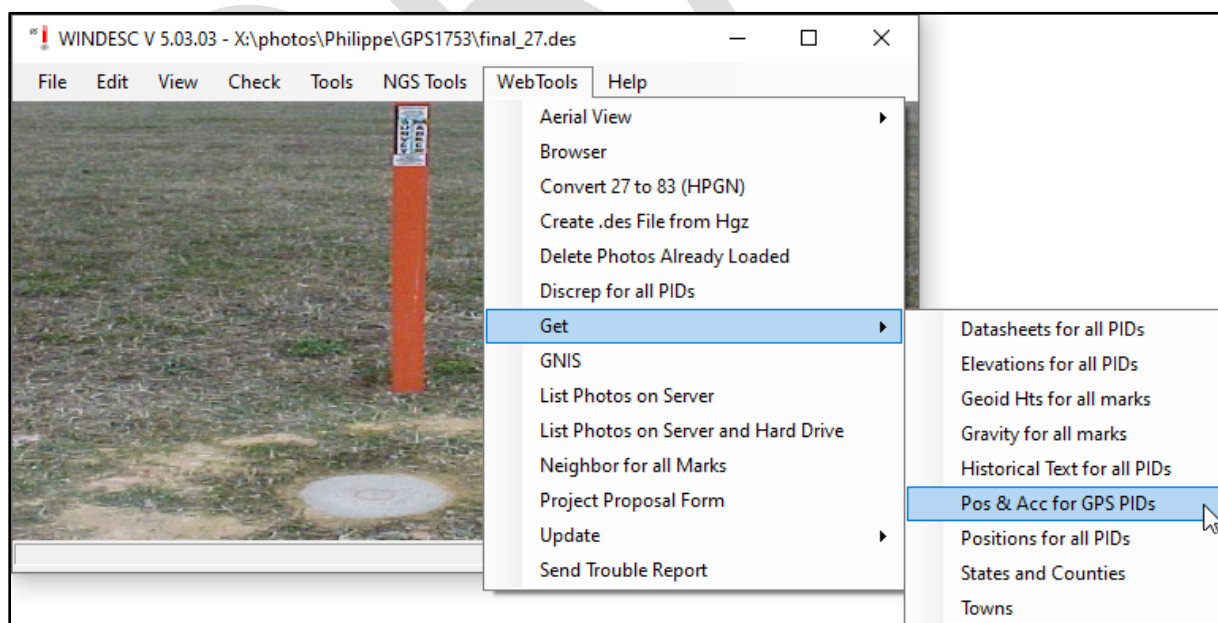 WINDESC V 5.03.03 - X:\photos\Philippe\GPS1753\final_27.des
File Edit View Check Tools NGS Tools WebTools Help
Aerial View
Browser
Convert 27 to 83 (HPGN)
Create .des File from Hgz
Delete Photos Already Loaded
Discrep for all PIDs
Get
GNIS
List Photos on Server
List Photos on Server and Hard Drive
Neighbor for all Marks
Project Proposal Form
Update
Send Trouble Report
Datasheets for all PIDs
Elevations for all PIDs
Geoid Hts for all marks
Gravity for all marks
Historical Text for all PIDs
Pos & Acc for GPS PIDs
Positions for all PIDs
States and Counties
Towns